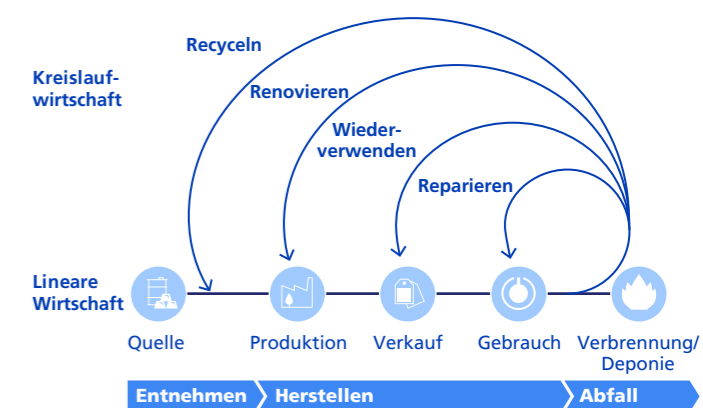 Recyceln
Kreislauf-
wirtschaft
Renovieren
Wieder-
verwenden
Reparieren
Lineare
Wirtschaft
Quelle
Produktion
Verkauf
Gebrauch
Verbrennung/
Deponie
Entnehmen
Herstellen
Abfall